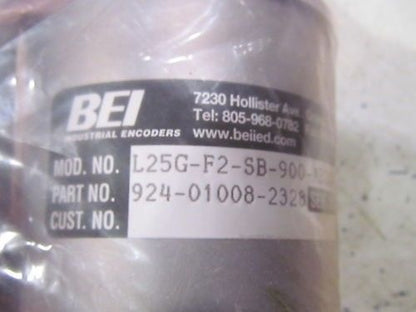 BEI
INDUSTRIAL ENCODERS
7230 Hollister Ave.
Tel: 805-968-0782
www.beiied.com
MOD. NO. L25G-F2-SB-900-
PART NO. 924-01008-2329
CUST. NO.